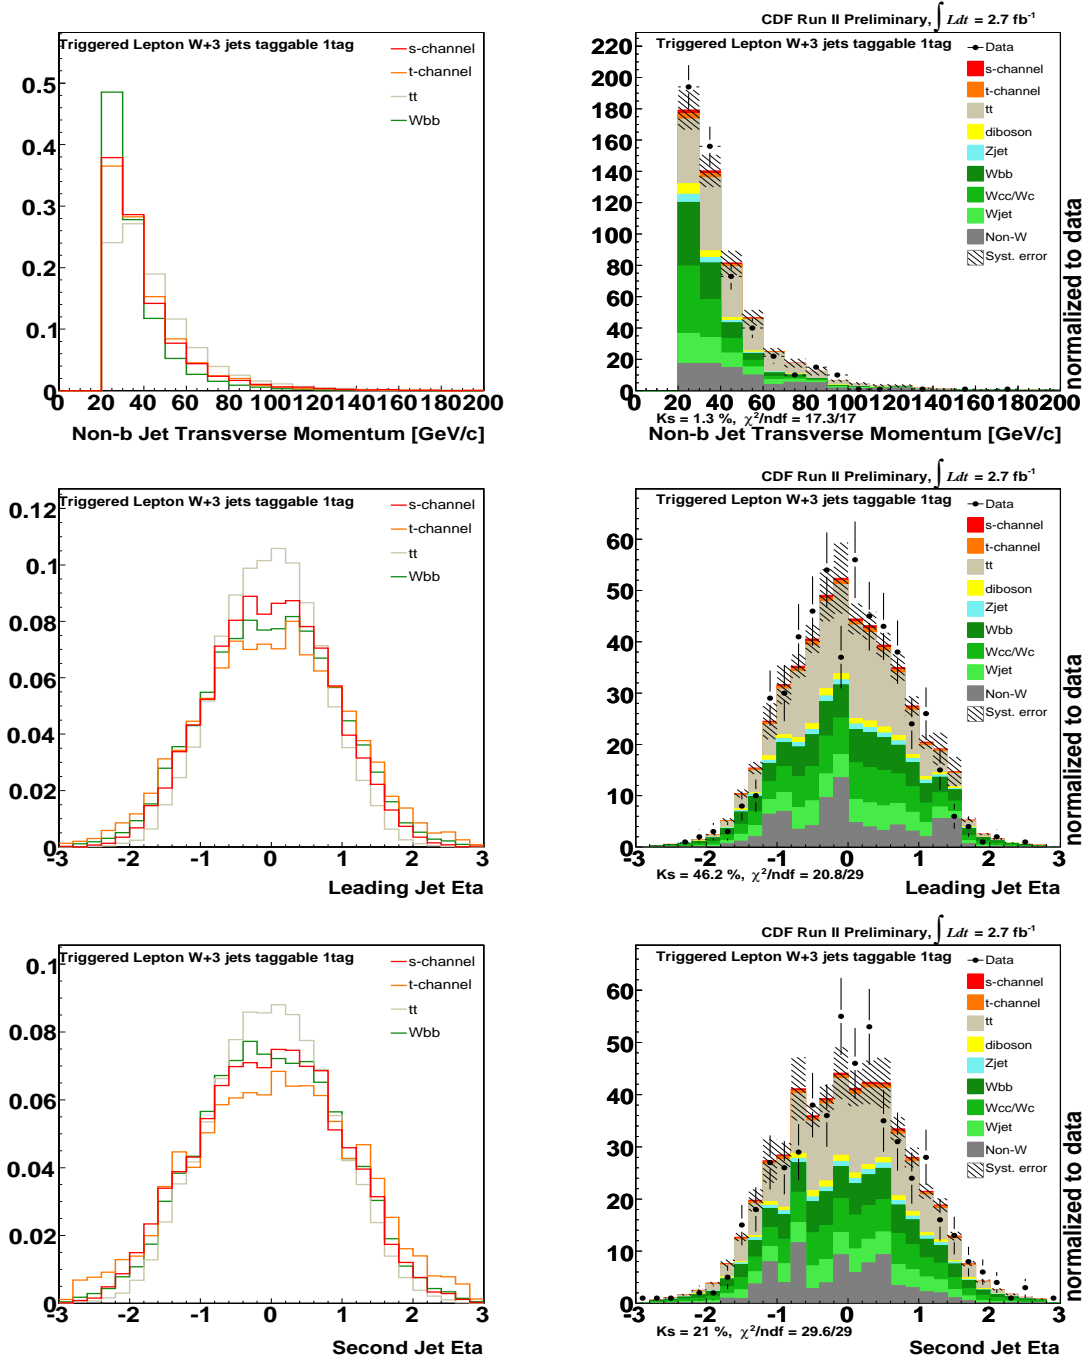 CDF Run II Preliminary, ∫ Ldt = 2.7 fb⁻¹
Triggered Lepton W+3 jets taggable 1tag
s-channel
t-channel
tt
Wbb
0.5
0.4
0.3
0.2
0.1
0
0 20 40 60 80 100 120 140 160 180 200
Non-b Jet Transverse Momentum [GeV/c]
Triggered Lepton W+3 jets taggable 1tag
Data
s-channel
t-channel
tt
diboson
Zjet
Wbb
Wcc/Wc
Wjet
Non-W
Syst. error
220
200
180
160
140
120
100
80
60
40
20
0
normalized to data
0 20 40 60 80 100 120 140 160 180 200
Ks = 1.3 %, χ²/ndf = 17.3/17
Non-b Jet Transverse Momentum [GeV/c]
CDF Run II Preliminary, ∫ Ldt = 2.7 fb⁻¹
Triggered Lepton W+3 jets taggable 1tag
s-channel
t-channel
tt
Wbb
0.12
0.1
0.08
0.06
0.04
0.02
0
-3 -2 -1 0 1 2 3
Leading Jet Eta
Triggered Lepton W+3 jets taggable 1tag
Data
s-channel
t-channel
tt
diboson
Zjet
Wbb
Wcc/Wc
Wjet
Non-W
Syst. error
60
50
40
30
20
10
0
normalized to data
-3 -2 -1 0 1 2 3
Ks = 46.2 %, χ²/ndf = 20.8/29
Leading Jet Eta
CDF Run II Preliminary, ∫ Ldt = 2.7 fb⁻¹
Triggered Lepton W+3 jets taggable 1tag
s-channel
t-channel
tt
Wbb
0.1
0.08
0.06
0.04
0.02
0
-3 -2 -1 0 1 2 3
Second Jet Eta
Triggered Lepton W+3 jets taggable 1tag
Data
s-channel
t-channel
tt
diboson
Zjet
Wbb
Wcc/Wc
Wjet
Non-W
Syst. error
60
50
40
30
20
10
0
normalized to data
-3 -2 -1 0 1 2 3
Ks = 21 %, χ²/ndf = 29.6/29
Second Jet Eta